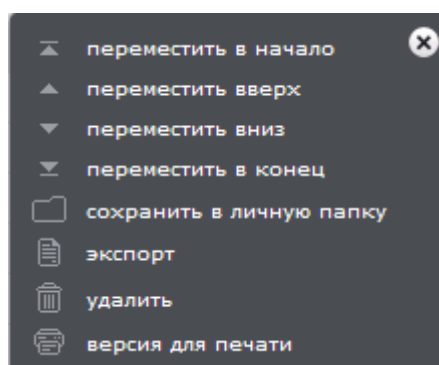 переместить в начало
переместить вверх
переместить вниз
переместить в конец
сохранить в личную папку
экспорт
удалить
версия для печати